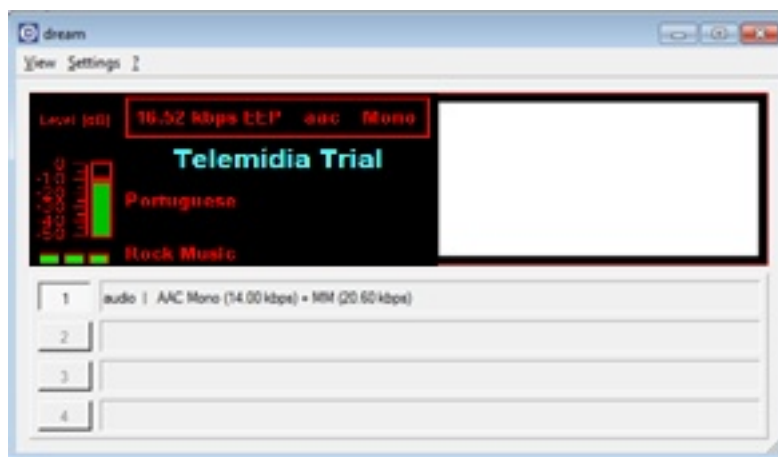 dream
View Settings ?
Level [dB] 16.52 kbps EEP aac Mono
Telemidia Trial
Portuguese
Rock Music
1 audio | AAC Mono (14.00 kbps) + MM (20.60 kbps)
2
3
4